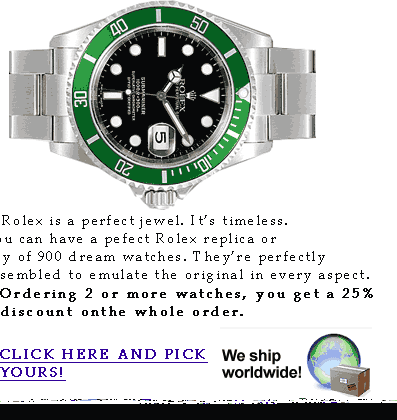 ROLEX
SUBMARINER
10
20
30
40
50
5
Rolex is a perfect jewel. It's timeless.
u can have a pefect Rolex replica or
y of 900 dream watches. They're perfectly
sembled to emulate the original in every aspect.
Ordering 2 or more watches, you get a 25%
discount onthe whole order.
CLICK HERE AND PICK
YOURS!
We ship
worldwide!